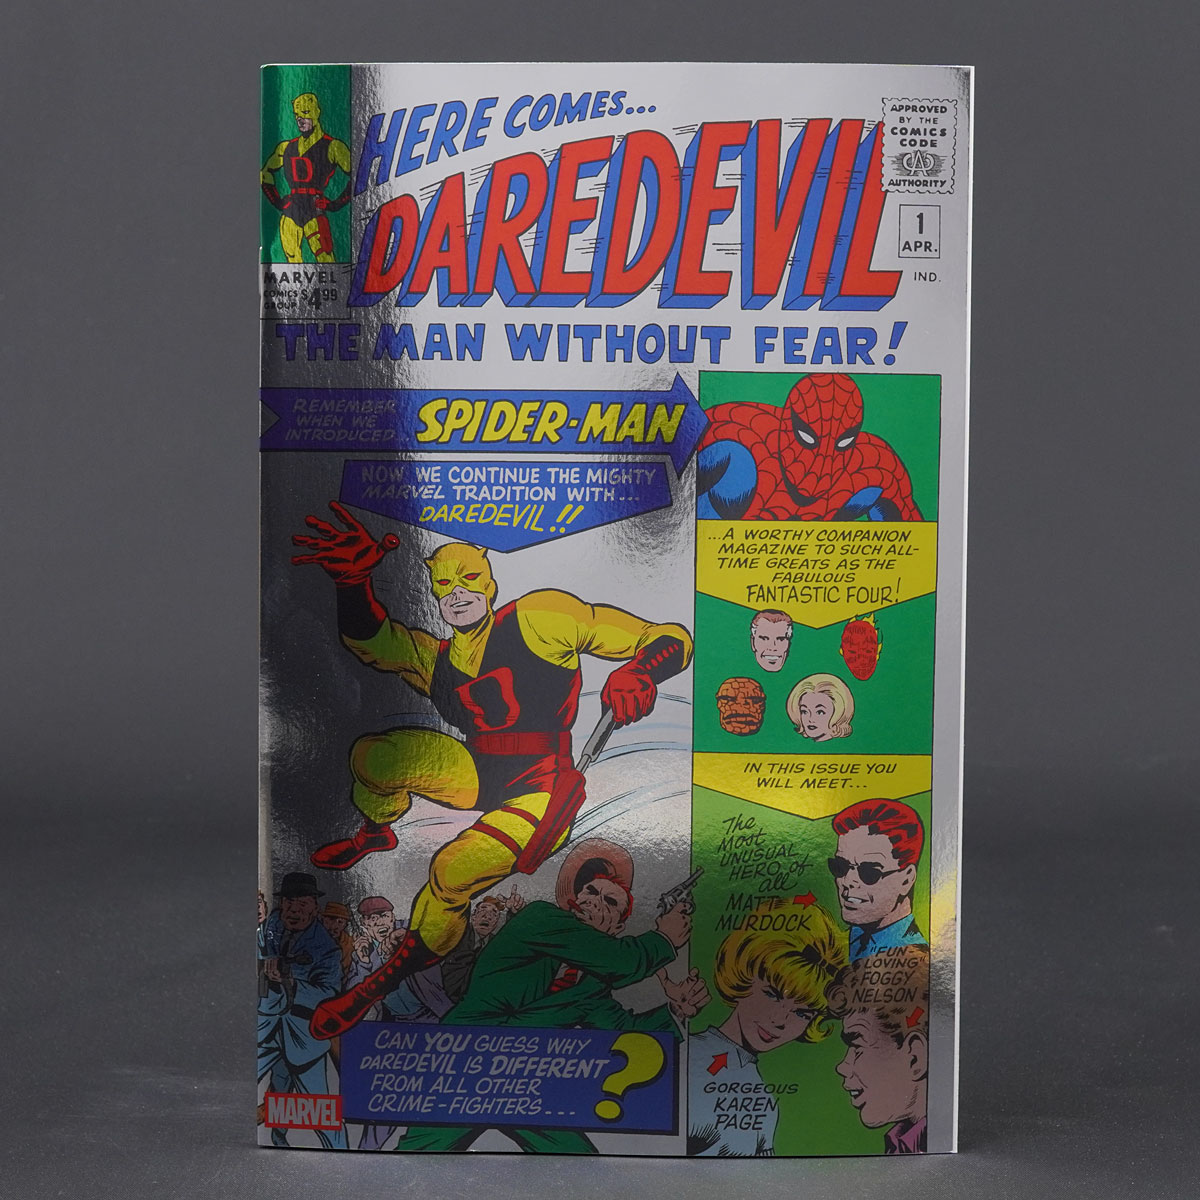 HERE COMES...
DAREDEVIL
THE MAN WITHOUT FEAR!
APPROVED
BY THE
COMICS
CODE
CA
AUTHORITY
1
APR.
IND.
D
MARVEL
COMICS
GROUP
$4.99
REMEMBER
WHEN WE
INTRODUCED...
SPIDER-MAN
NOW WE CONTINUE THE MIGHTY
MARVEL TRADITION WITH...
DAREDEVIL!!
D
...A WORTHY COMPANION
MAGAZINE TO SUCH ALL-
TIME GREATS AS THE
FABULOUS
FANTASTIC FOUR!
IN THIS ISSUE YOU
WILL MEET...
The
Most
UNUSUAL
HERO of
all
MATT
MURDOCK
"FUN-
LOVING"
FOGGY
NELSON
GORGEOUS
KAREN
PAGE
CAN YOU GUESS WHY
DAREDEVIL IS DIFFERENT
FROM ALL OTHER
CRIME-FIGHTERS...
?
MARVEL